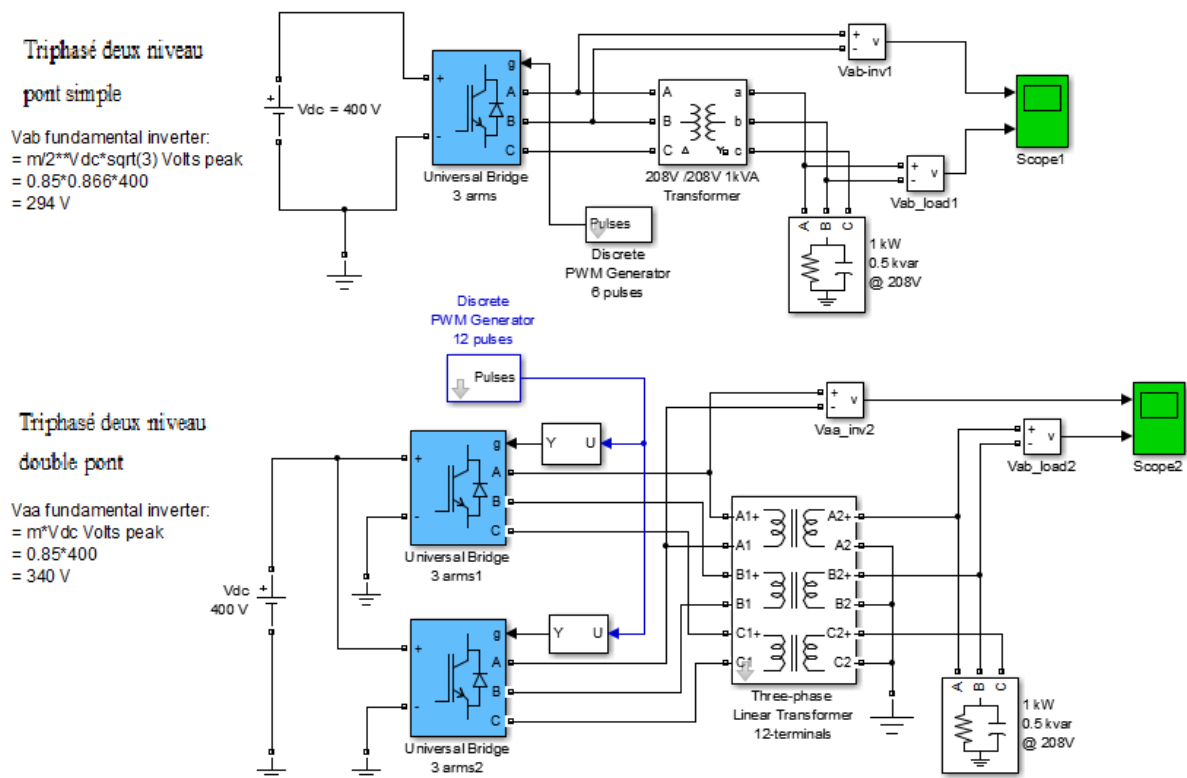 Triphasé deux niveau
pont simple
Vab fundamental inverter:
= m/2**Vdc*sqrt(3) Volts peak
= 0.85*0.866*400
= 294 V
+
Vdc = 400 V
+
-
g
A
B
C
Universal Bridge
3 arms
A
B
C
a
b
c
Δ
Y
g
208V /208V 1kVA
Transformer
+
-
v
Vab-inv1
+
-
v
Vab_load1
Scope1
Pulses
Discrete
PWM Generator
6 pulses
A
B
C
1 kW
0.5 kvar
@ 208V
Discrete
PWM Generator
12 pulses
Pulses
Triphasé deux niveau
double pont
Vaa fundamental inverter:
= m*Vdc Volts peak
= 0.85*400
= 340 V
Vdc
400 V
+
+
-
g
A
B
C
Universal Bridge
3 arms1
Y
U
+
-
g
A
B
C
Universal Bridge
3 arms2
Y
U
A1+
A1
B1+
B1
C1+
C1
A2+
A2
B2+
B2
C2+
C2
Three-phase
Linear Transformer
12-terminals
+
-
v
Vaa_inv2
+
-
v
Vab_load2
Scope2
A
B
C
1 kW
0.5 kvar
@ 208V